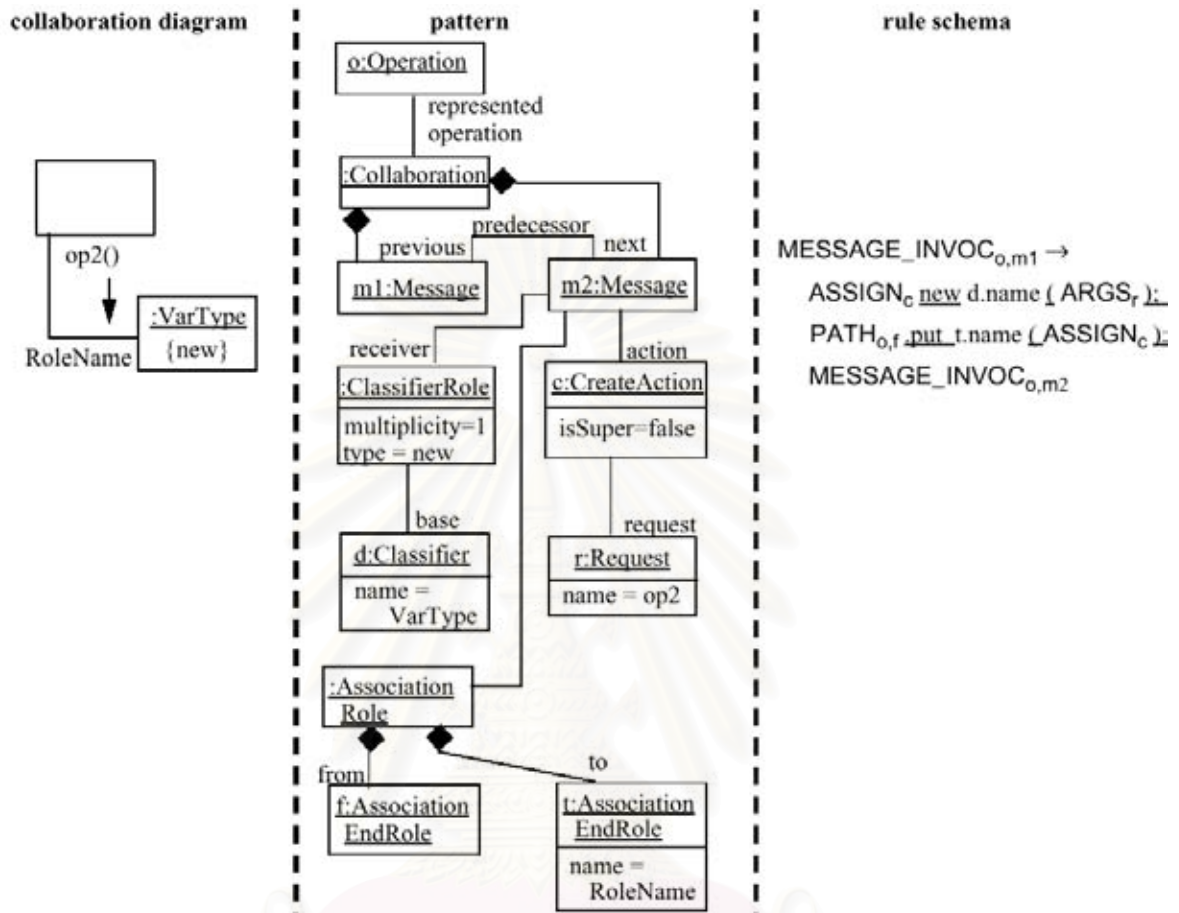 collaboration diagram
op2()
:VarType
{new}
RoleName
pattern
o:Operation
represented
operation
:Collaboration
predecessor
previous
next
m1:Message
m2:Message
receiver
action
:ClassifierRole
multiplicity=1
type = new
c:CreateAction
isSuper=false
base
request
d:Classifier
name =
VarType
r:Request
name = op2
:Association
Role
from
to
f:Association
EndRole
t:Association
EndRole
name =
RoleName
rule schema
MESSAGE_INVOCo,m1 →
ASSIGNc new d.name ( ARGSr );
PATHo,f .put t.name ( ASSIGNc );
MESSAGE_INVOCo,m2